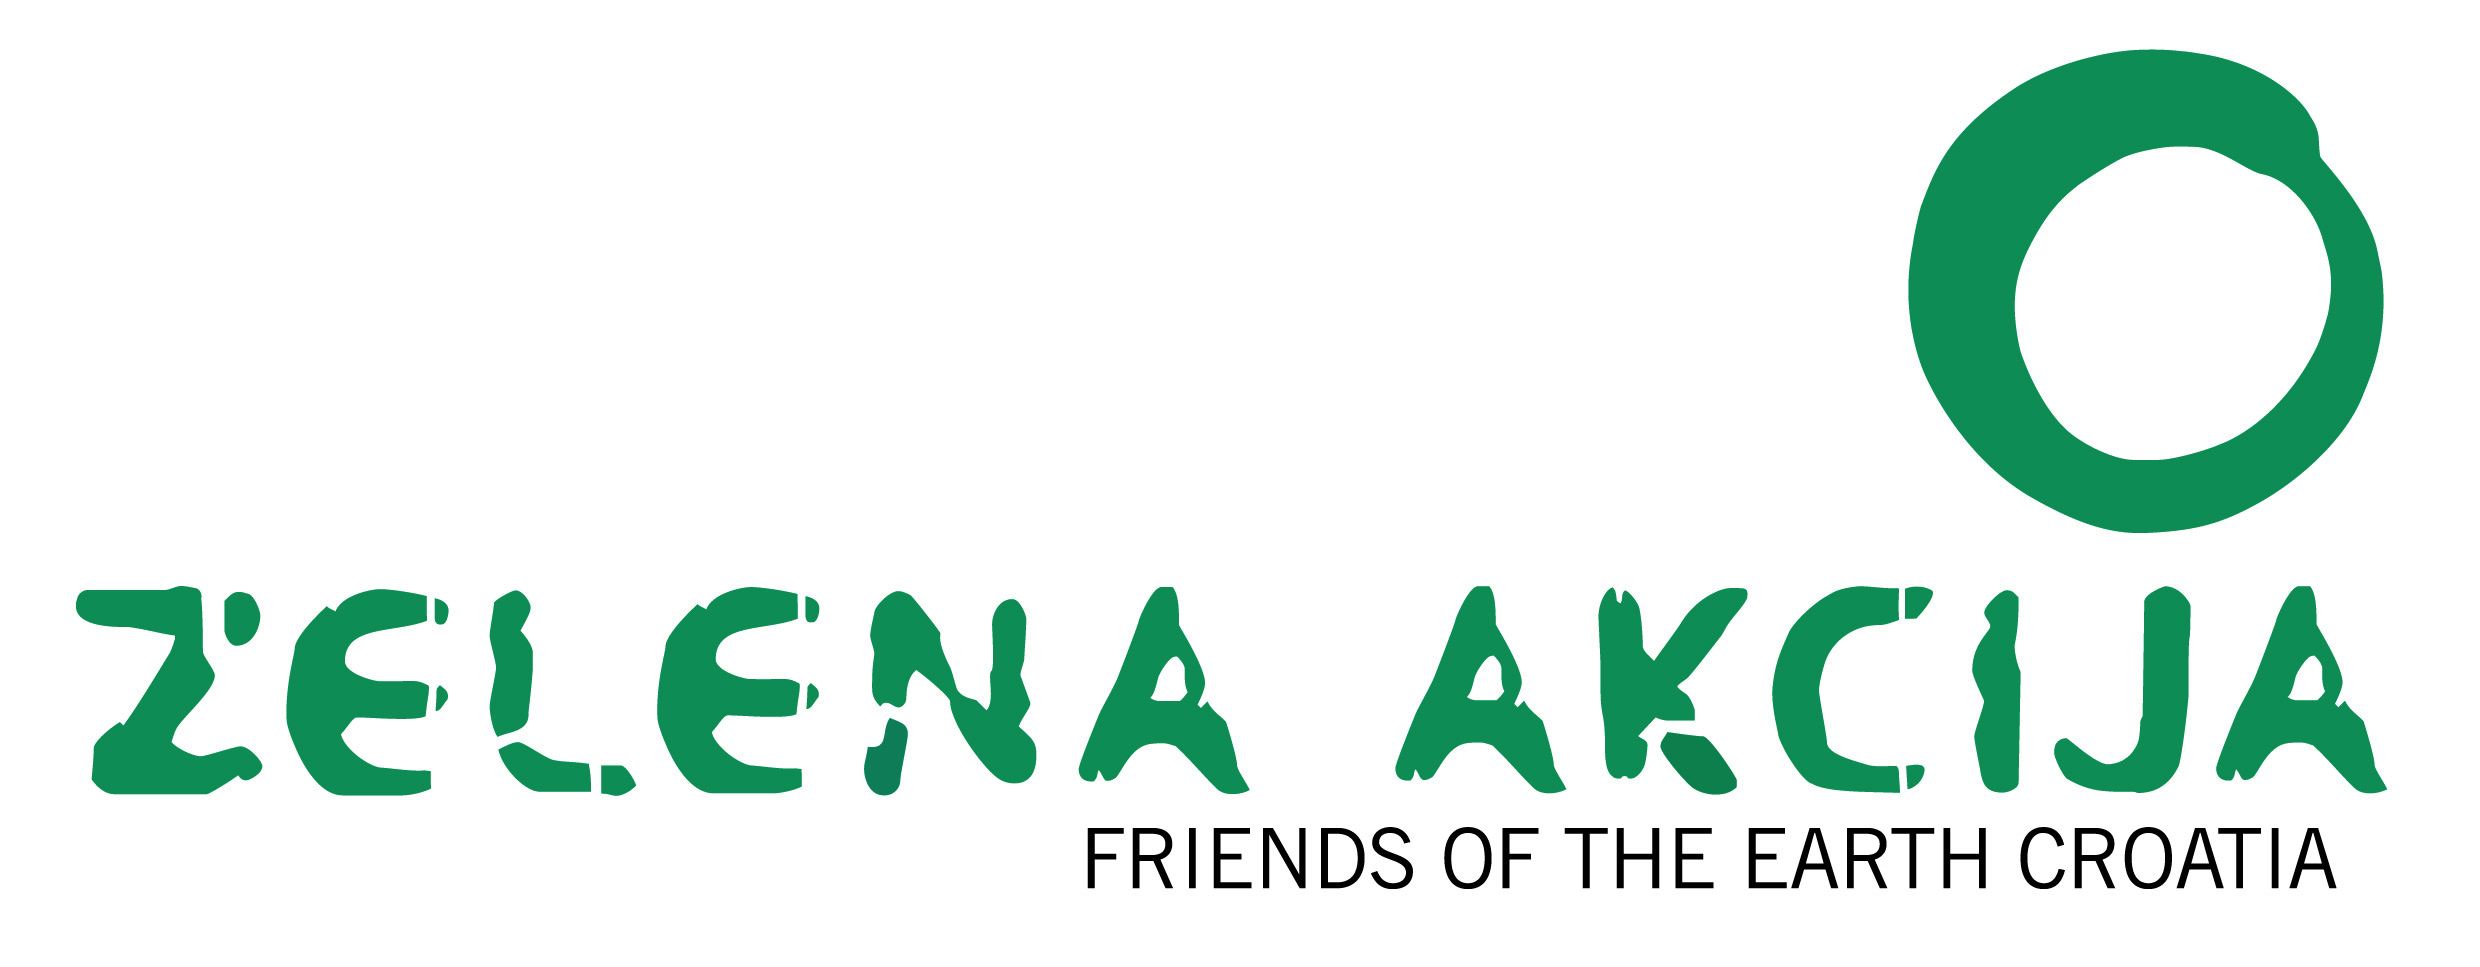 ZELENA AKCIJA
FRIENDS OF THE EARTH CROATIA